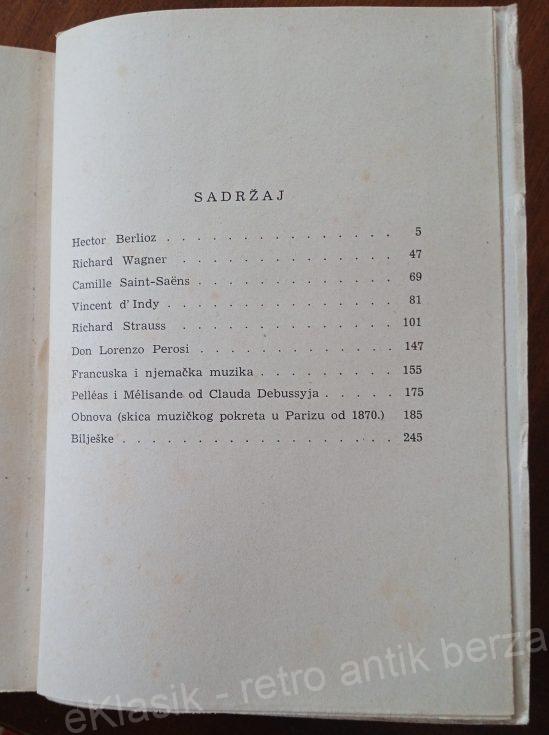 SADRŽAJ
Hector Berlioz . . . . . . . . . . . . . . 5
Richard Wagner . . . . . . . . . . . . . 47
Camille Saint-Saëns . . . . . . . . . . . . 69
Vincent d'Indy . . . . . . . . . . . . . . 81
Richard Strauss . . . . . . . . . . . . . 101
Don Lorenzo Perosi . . . . . . . . . . . . 147
Francuska i njemačka muzika . . . . . . . . 155
Pelléas i Mélisande od Clauda Debussyja . . . . . 175
Obnova (skica muzičkog pokreta u Parizu od 1870.) 185
Bilješke . . . . . . . . . . . . . . . . 245
eKlasik - retro antik berza